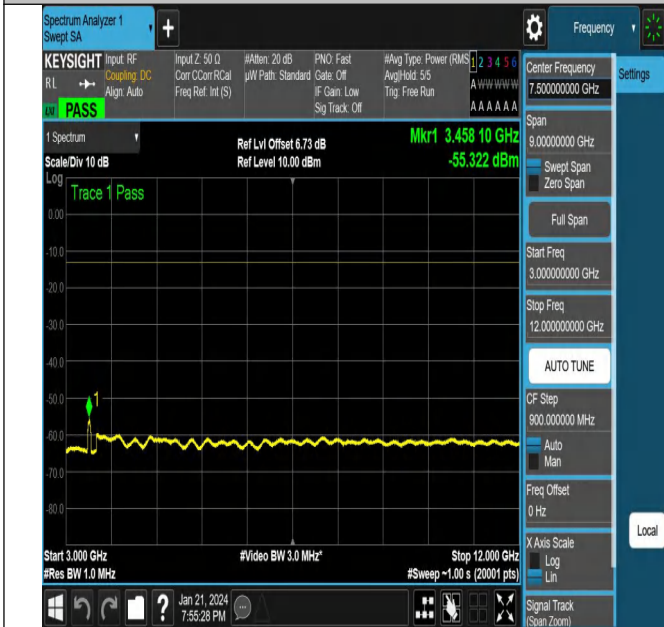 Spectrum Analyzer 1
Swept SA
Frequency
KEYSIGHT
RL
PASS
Input: RF
Coupling: DC
Align: Auto
Input Z: 50 Ω
Corr CCorr RCal
Freq Ref: Int (S)
#Atten: 20 dB
µW Path: Standard
PNO: Fast
Gate: Off
IF Gain: Low
Sig Track: Off
#Avg Type: Power (RMS
Avg|Hold: 5/5
Trig: Free Run
1 2 3 4 5 6
A W W W W W
A A A A A A
1 Spectrum
Scale/Div 10 dB
Log
Ref Lvl Offset 6.73 dB
Ref Level 10.00 dBm
Mkr1 3.458 10 GHz
-55.322 dBm
Trace 1 Pass
0.00
-10.0
-20.0
-30.0
-40.0
-50.0
-60.0
-70.0
-80.0
1
Start 3.000 GHz
#Res BW 1.0 MHz
#Video BW 3.0 MHz*
Stop 12.000 GHz
#Sweep ~1.00 s (20001 pts)
Jan 21, 2024
7:55:28 PM
Center Frequency
7.500000000 GHz
Settings
Span
9.00000000 GHz
Swept Span
Zero Span
Full Span
Start Freq
3.000000000 GHz
Stop Freq
12.000000000 GHz
AUTO TUNE
CF Step
900.000000 MHz
Auto
Man
Freq Offset
0 Hz
Local
X Axis Scale
Log
Lin
Signal Track
(Span Zoom)